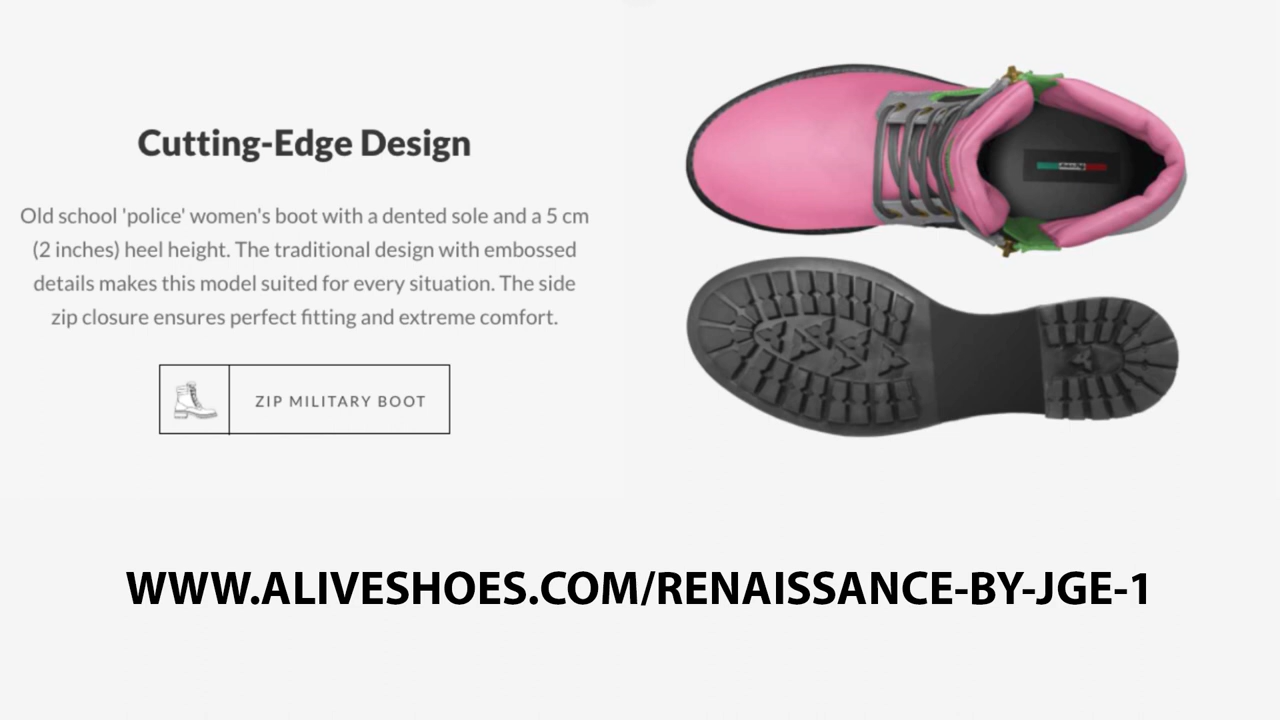 Cutting-Edge Design
Old school 'police' women's boot with a dented sole and a 5 cm
(2 inches) heel height. The traditional design with embossed
details makes this model suited for every situation. The side
zip closure ensures perfect fitting and extreme comfort.
ZIP MILITARY BOOT
WWW.ALIVESHOES.COM/RENAISSANCE-BY-JGE-1